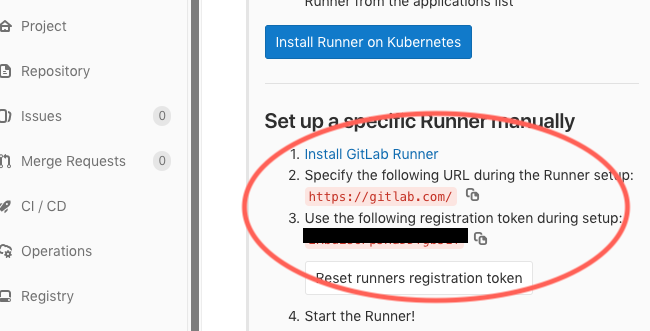 Runner from the applications list
Project
Install Runner on Kubernetes
Repository
Issues 0
Set up a specific Runner manually
Merge Requests 0
1. Install GitLab Runner
2. Specify the following URL during the Runner setup:
https://gitlab.com/
CI / CD
3. Use the following registration token during setup:
Operations
Reset runners registration token
Registry
4. Start the Runner!